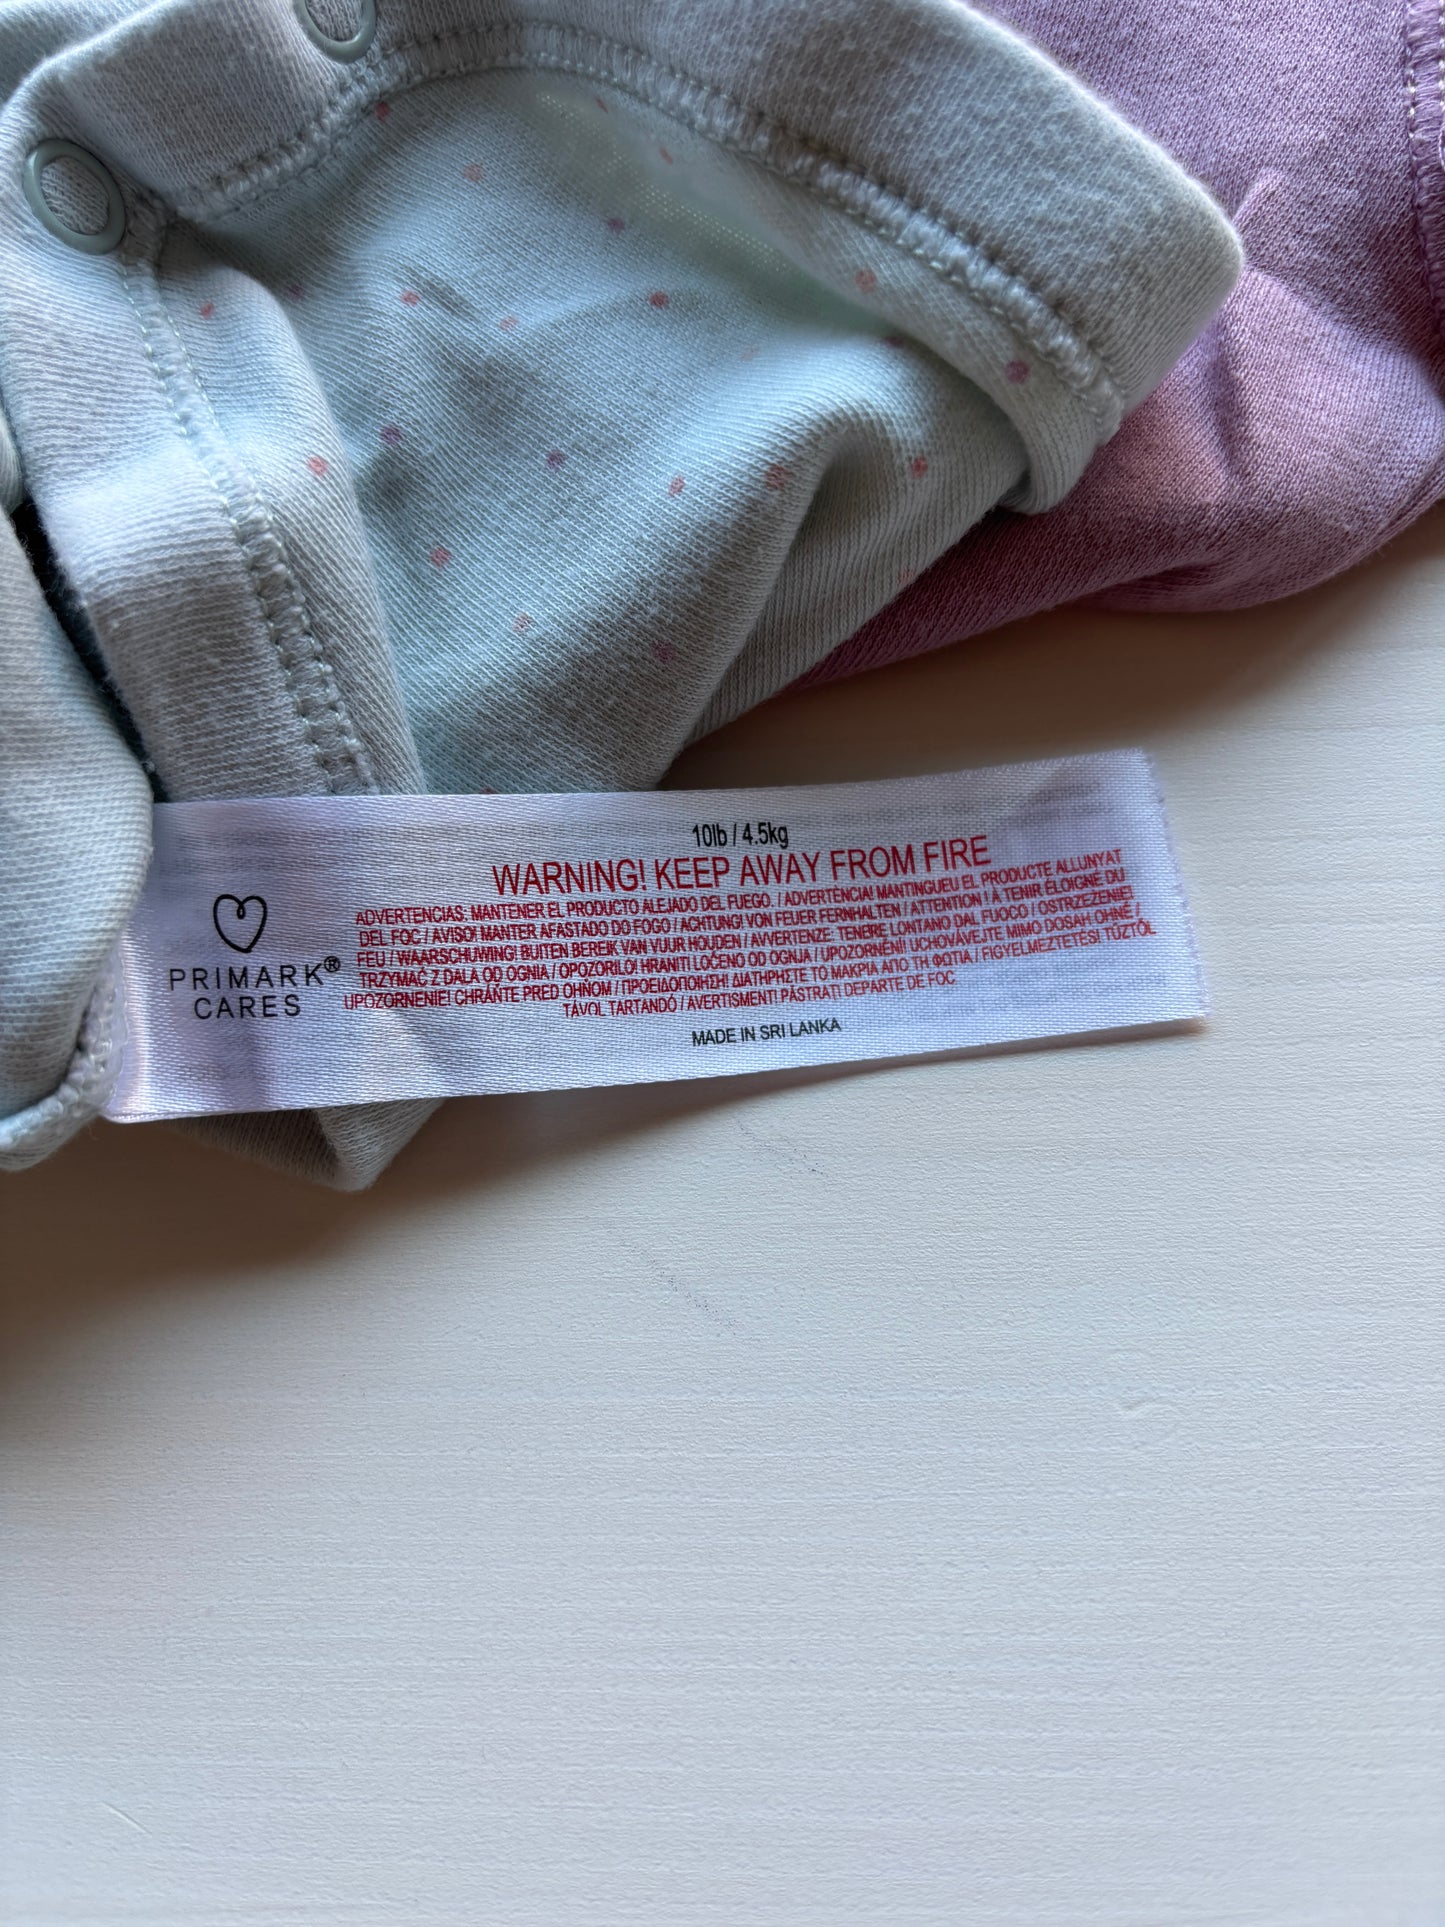 10lb / 4.5kg
WARNING! KEEP AWAY FROM FIRE
ADVERTENCIAS: MANTENER EL PRODUCTO ALEJADO DEL FUEGO. / ADVERTÈNCIA! MANTINGUEU EL PRODUCTE ALLUNYAT
DEL FOC / AVISO! MANTER AFASTADO DO FOGO / ACHTUNG! VON FEUER FERNHALTEN / ATTENTION ! À TENIR ÉLOIGNÉ DU
FEU / WAARSCHUWING! BUITEN BEREIK VAN VUUR HOUDEN / AVVERTENZE: TENERE LONTANO DAL FUOCO / OSTRZEŻENIE!
TRZYMAĆ Z DALA OD OGNIA / OPOZORILO! HRANITI LOČENO OD OGNJA / UPOZORNĚNÍ! UCHOVÁVEJTE MIMO DOSAH OHNĚ /
UPOZORNENIE! CHRÁŇTE PRED OHŇOM / ΠΡΟΕΙΔΟΠΟΙΗΣΗ! ΔΙΑΤΗΡΗΣΤΕ ΤΟ ΜΑΚΡΙΑ ΑΠΟ ΤΗ ΦΩΤΙΑ / FIGYELMEZTETÉS! TŰZTŐL
TÁVOL TARTANDÓ / AVERTISMENT! PĂSTRAȚI DEPARTE DE FOC
PRIMARK®
CARES
MADE IN SRI LANKA